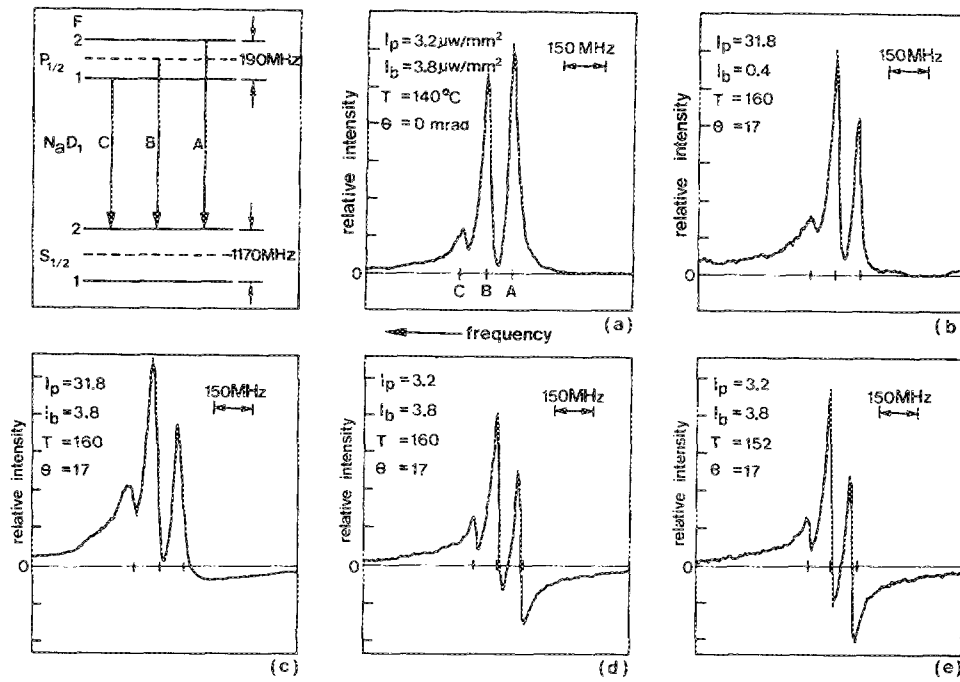 F
2
P1/2
1
190MHz
NaD1 C B A
2
S1/2
1170MHz
1
relative intensity
Ip = 3.2 μw/mm²
Ib = 3.8 μw/mm²
T = 140°C
θ = 0 mrad
150 MHz
0
C B A
(a)
relative intensity
Ip = 31.8
Ib = 0.4
T = 160
θ = 17
150MHz
0
(b
frequency
relative intensity
Ip = 31.8
Ib = 3.8
T = 160
θ = 17
150MHz
0
(c)
relative intensity
Ip = 3.2
Ib = 3.8
T = 160
θ = 17
150MHz
0
(d)
relative intensity
Ip = 3.2
Ib = 3.8
T = 152
θ = 17
150MHz
0
(e)